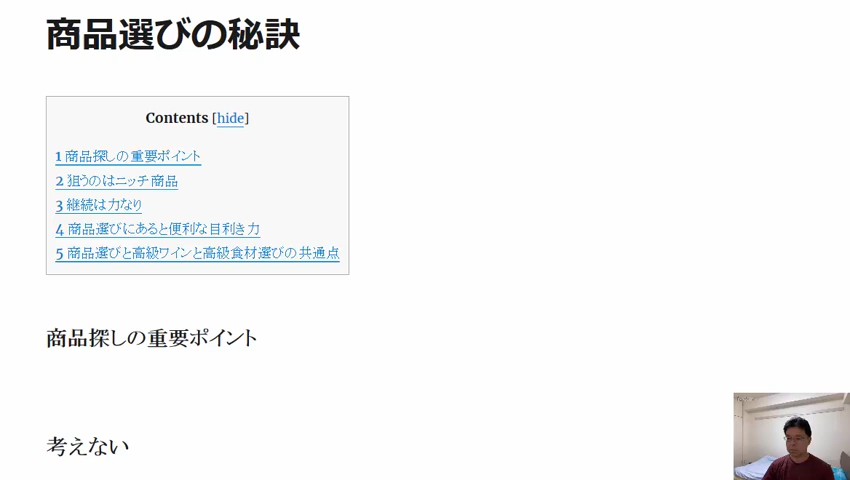 商品選びの秘訣
Contents [hide]
1 商品探しの重要ポイント
2 狙うのはニッチ商品
3 継続は力なり
4 商品選びにあると便利な目利き力
5 商品選びと高級ワインと高級食材選びの共通点
商品探しの重要ポイント
考えない